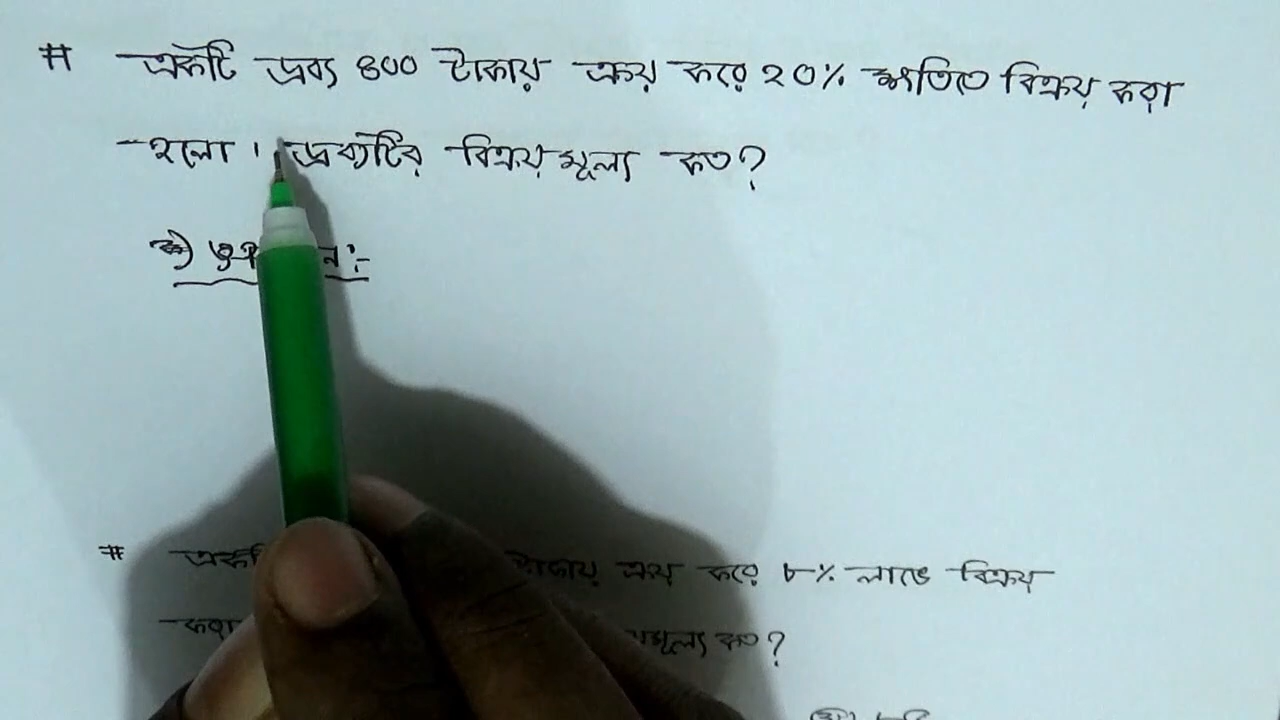 # একটি দ্রব্য ৪০০ টাকায় ক্রয় করে ২০% ক্ষতিতে বিক্রয় করা
হলো। দ্রব্যটির বিক্রয়মূল্য কত?
ক)
# টাকায় ক্রয় করে ৮% লাভে বিক্রয়
করা কত?